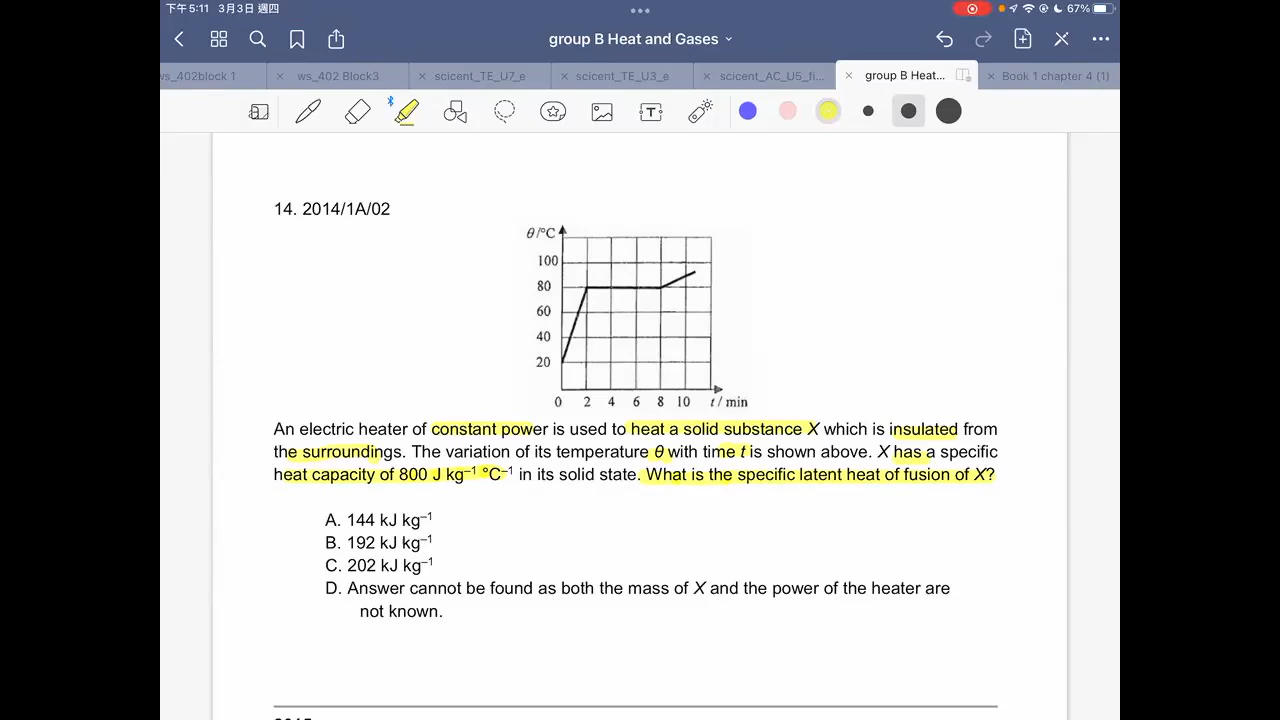 下午5:11 3月3日 週四
67%
group B Heat and Gases
ws_402block 1
ws_402 Block3
scicent_TE_U7_e
scicent_TE_U3_e
scicent_AC_U5_fi...
group B Heat...
Book 1 chapter 4 (1)
T
14. 2014/1A/02
θ/°C
100
80
60
40
20
0 2 4 6 8 10 t / min
An electric heater of constant power is used to heat a solid substance X which is insulated from
the surroundings. The variation of its temperature θ with time t is shown above. X has a specific
heat capacity of 800 J kg⁻¹ °C⁻¹ in its solid state. What is the specific latent heat of fusion of X?
A. 144 kJ kg⁻¹
B. 192 kJ kg⁻¹
C. 202 kJ kg⁻¹
D. Answer cannot be found as both the mass of X and the power of the heater are
not known.